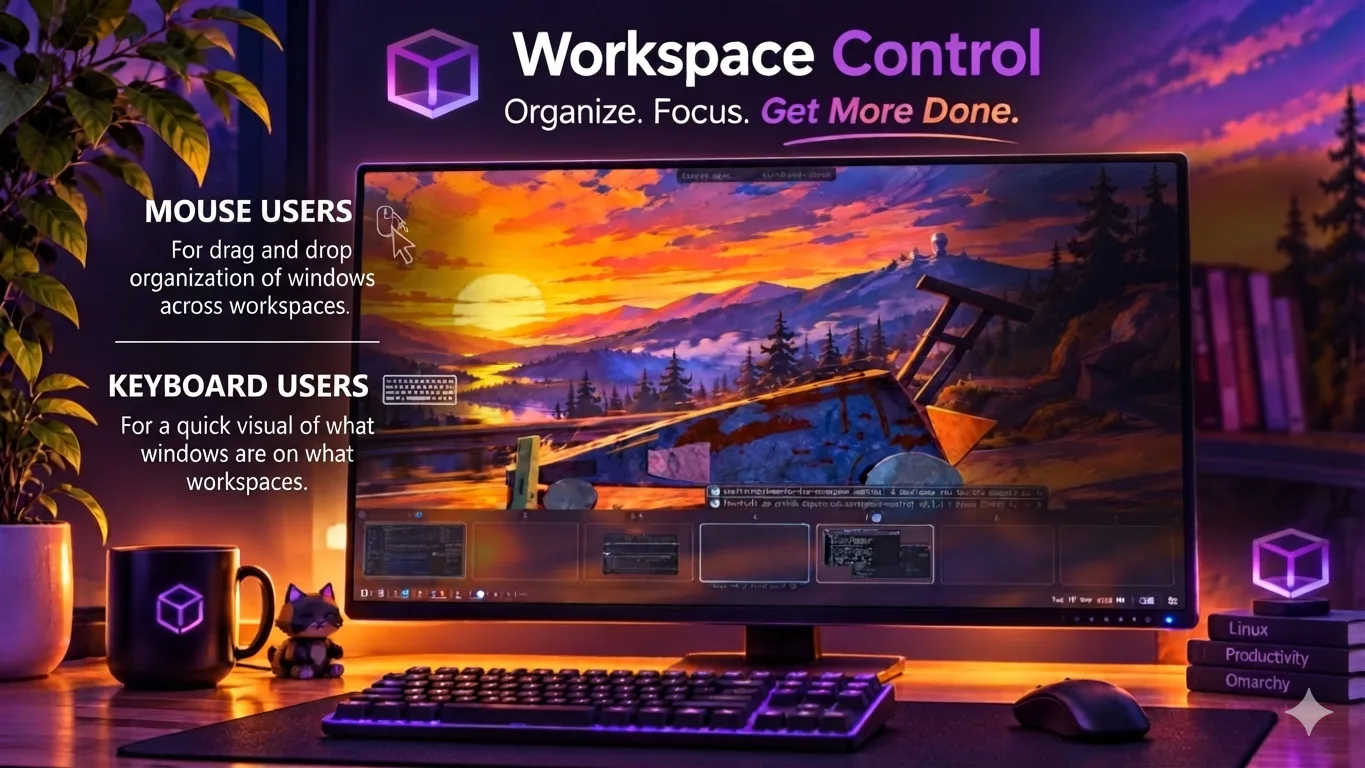 Workspace Control
Organize. Focus. Get More Done.
MOUSE USERS
For drag and drop
organization of windows
across workspaces.
KEYBOARD USERS
For a quick visual of what
windows are on what
workspaces.
Linux
Productivity
Omarchy